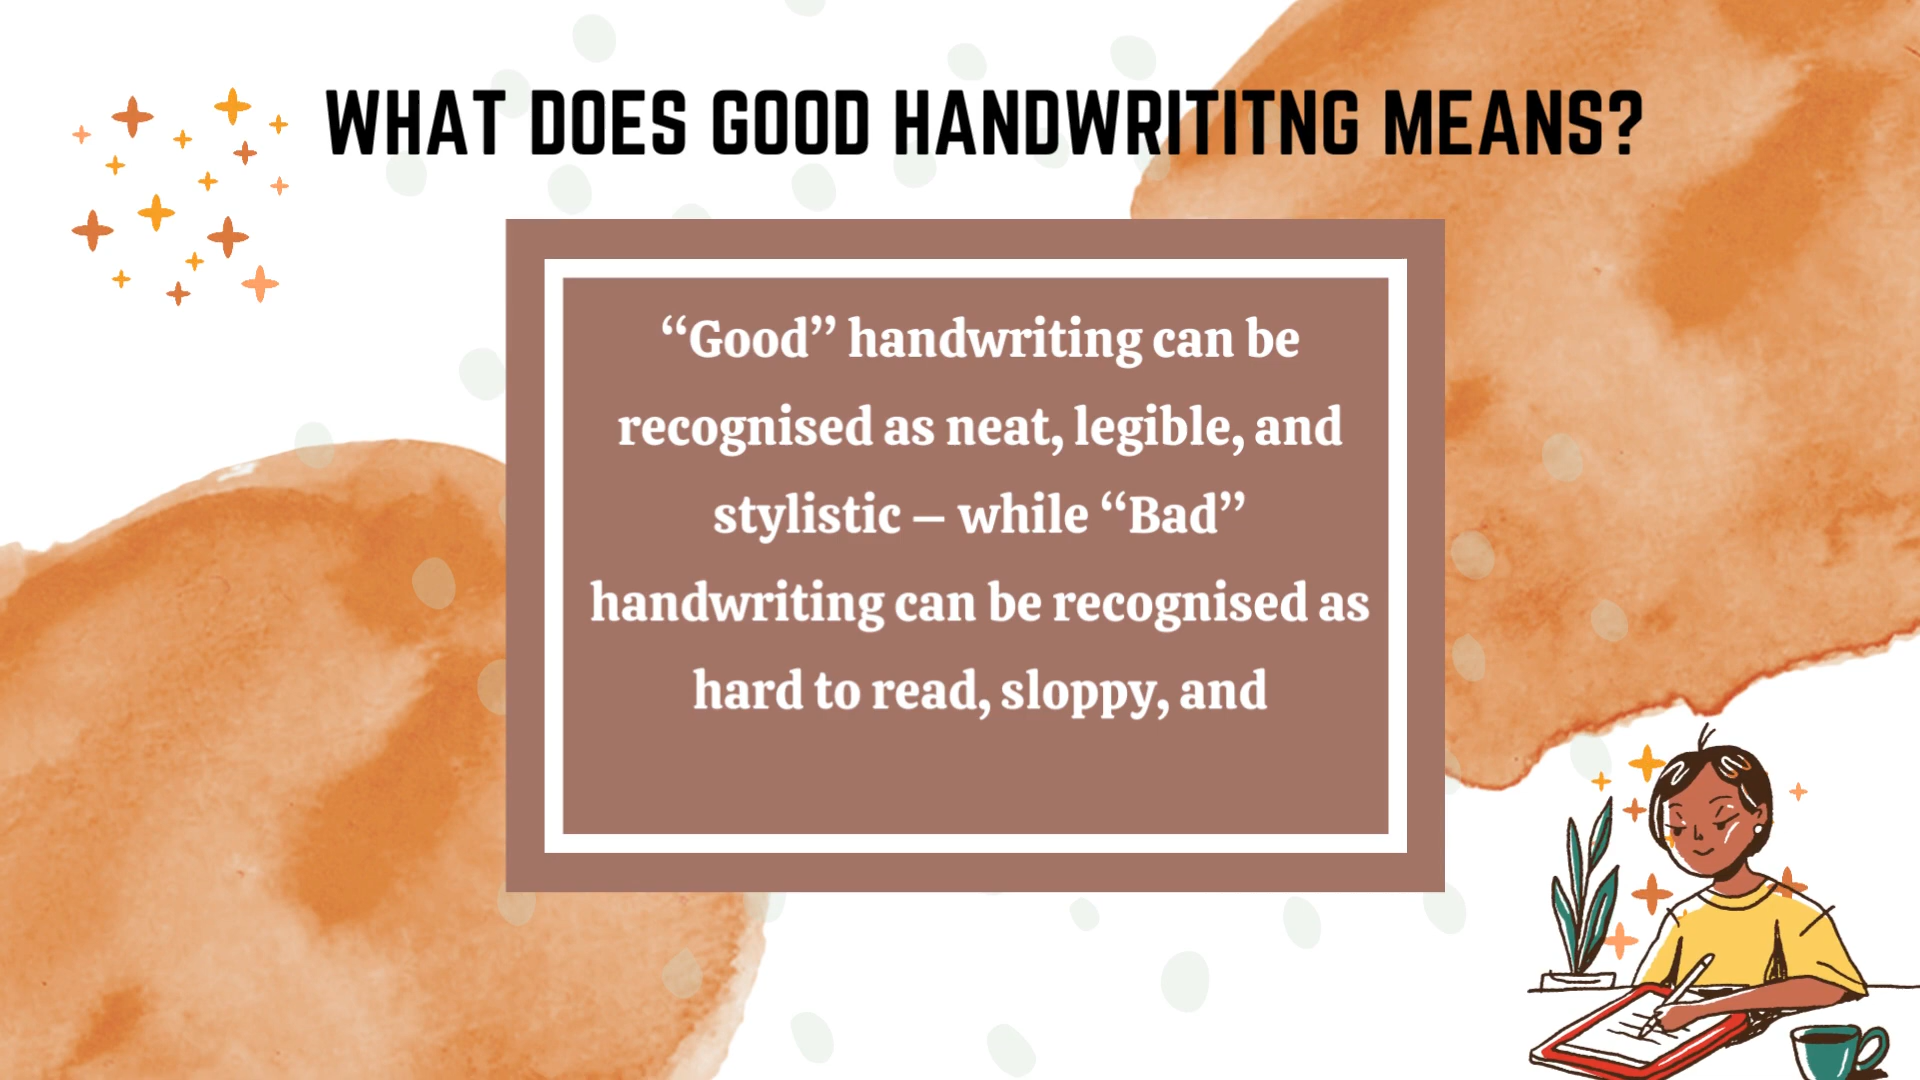 WHAT DOES GOOD HANDWRITITNG MEANS?
“Good” handwriting can be
recognised as neat, legible, and
stylistic – while “Bad”
handwriting can be recognised as
hard to read, sloppy, and